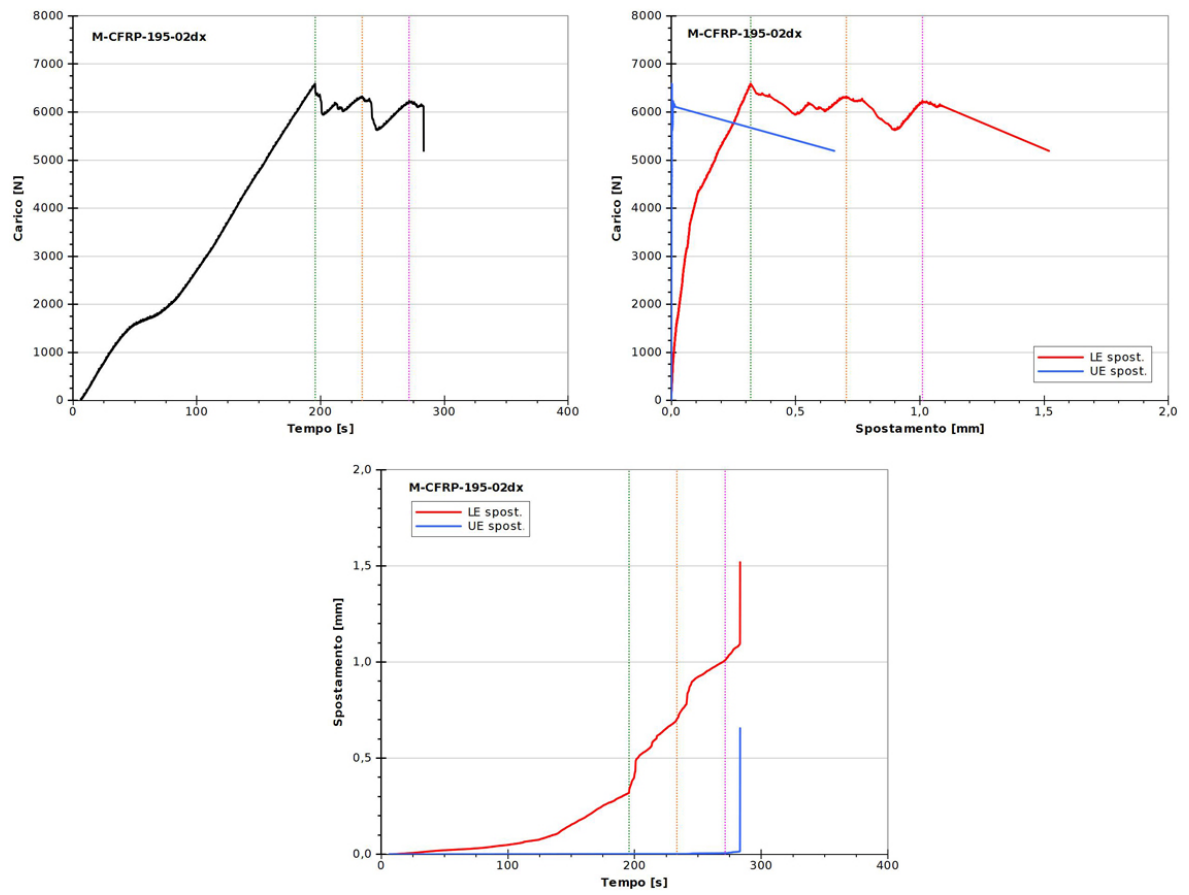 M-CFRP-195-02dx
8000
7000
6000
5000
4000
3000
2000
1000
0
Carico [N]
0 100 200 300 400
Tempo [s]
M-CFRP-195-02dx
8000
7000
6000
5000
4000
3000
2000
1000
0
Carico [N]
LE spost.
UE spost.
0,0 0,5 1,0 1,5 2,0
Spostamento [mm]
M-CFRP-195-02dx
LE spost.
UE spost.
2,0
1,5
1,0
0,5
0,0
Spostamento [mm]
0 100 200 300 400
Tempo [s]